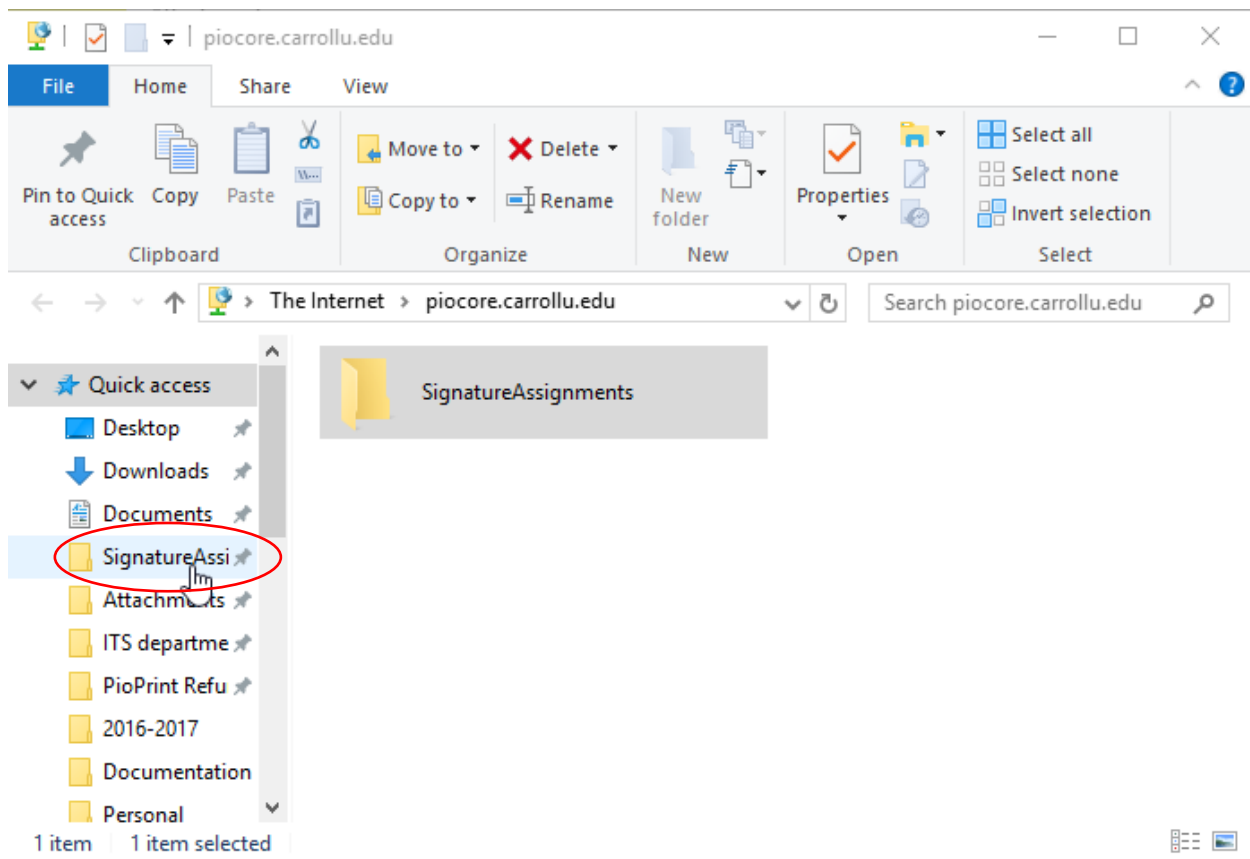 piocore.carrollu.edu
File Home Share View
Pin to Quick access
Copy
Paste
Clipboard
Move to
Copy to
Delete
Rename
Organize
New folder
New
Properties
Open
Select all
Select none
Invert selection
Select
The Internet > piocore.carrollu.edu
Search piocore.carrollu.edu
Quick access
Desktop
Downloads
Documents
SignatureAssi
Attachments
ITS departme
PioPrint Refu
2016-2017
Documentation
Personal
SignatureAssignments
1 item 1 item selected